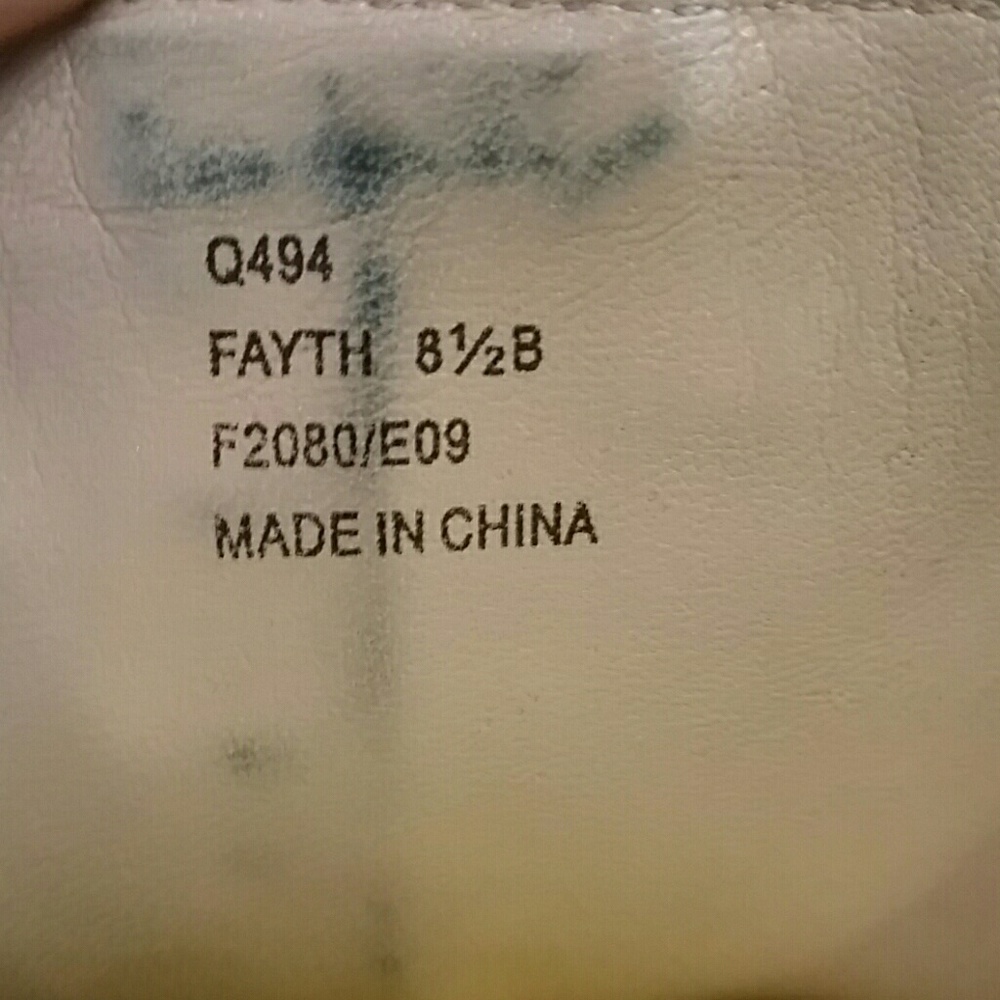 Q494
FAYTH 8½B
F2080/E09
MADE IN CHINA